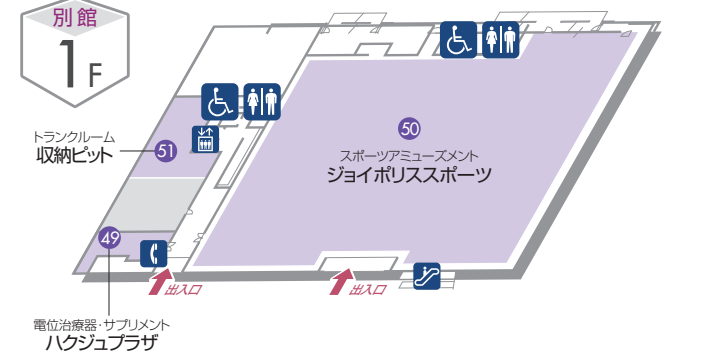 別館
1F
50
スポーツアミューズメント
ジョイポリススポーツ
トランクルーム
収納ピット
51
49
出入口
出入口
電位治療器・サプリメント
ハクジュプラザ